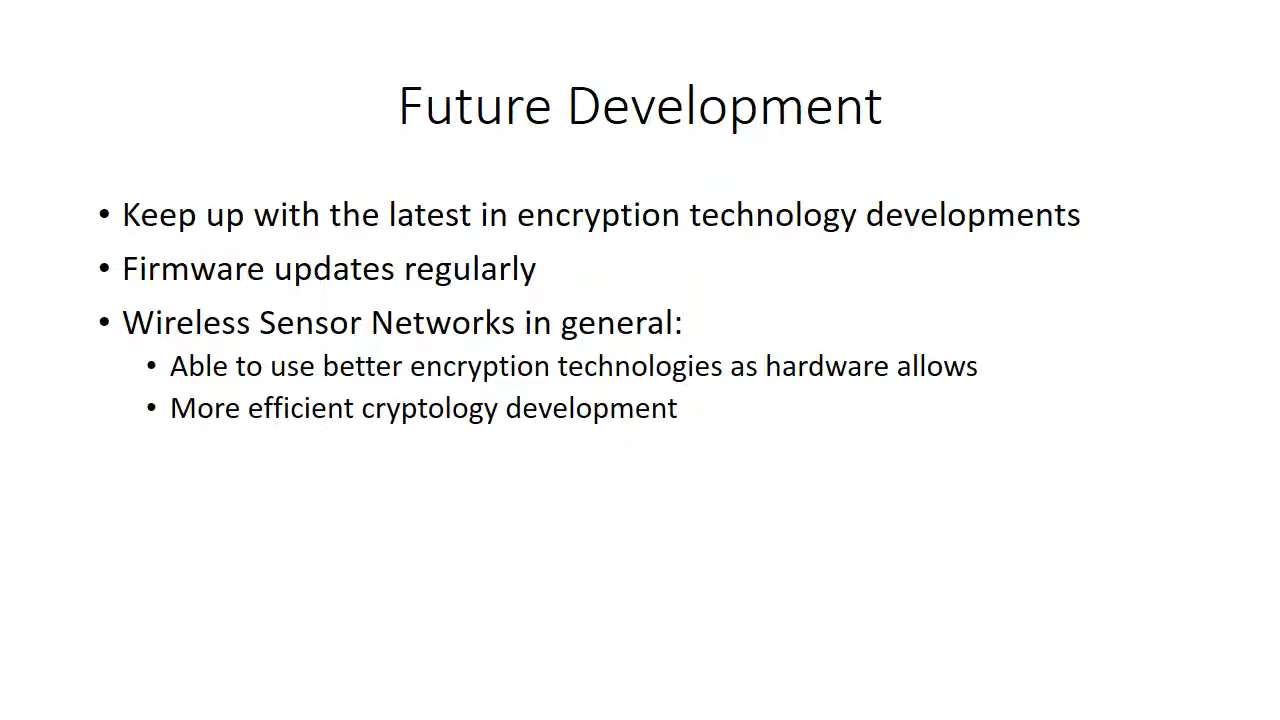 Future Development
• Keep up with the latest in encryption technology developments
• Firmware updates regularly
• Wireless Sensor Networks in general:
• Able to use better encryption technologies as hardware allows
• More efficient cryptology development